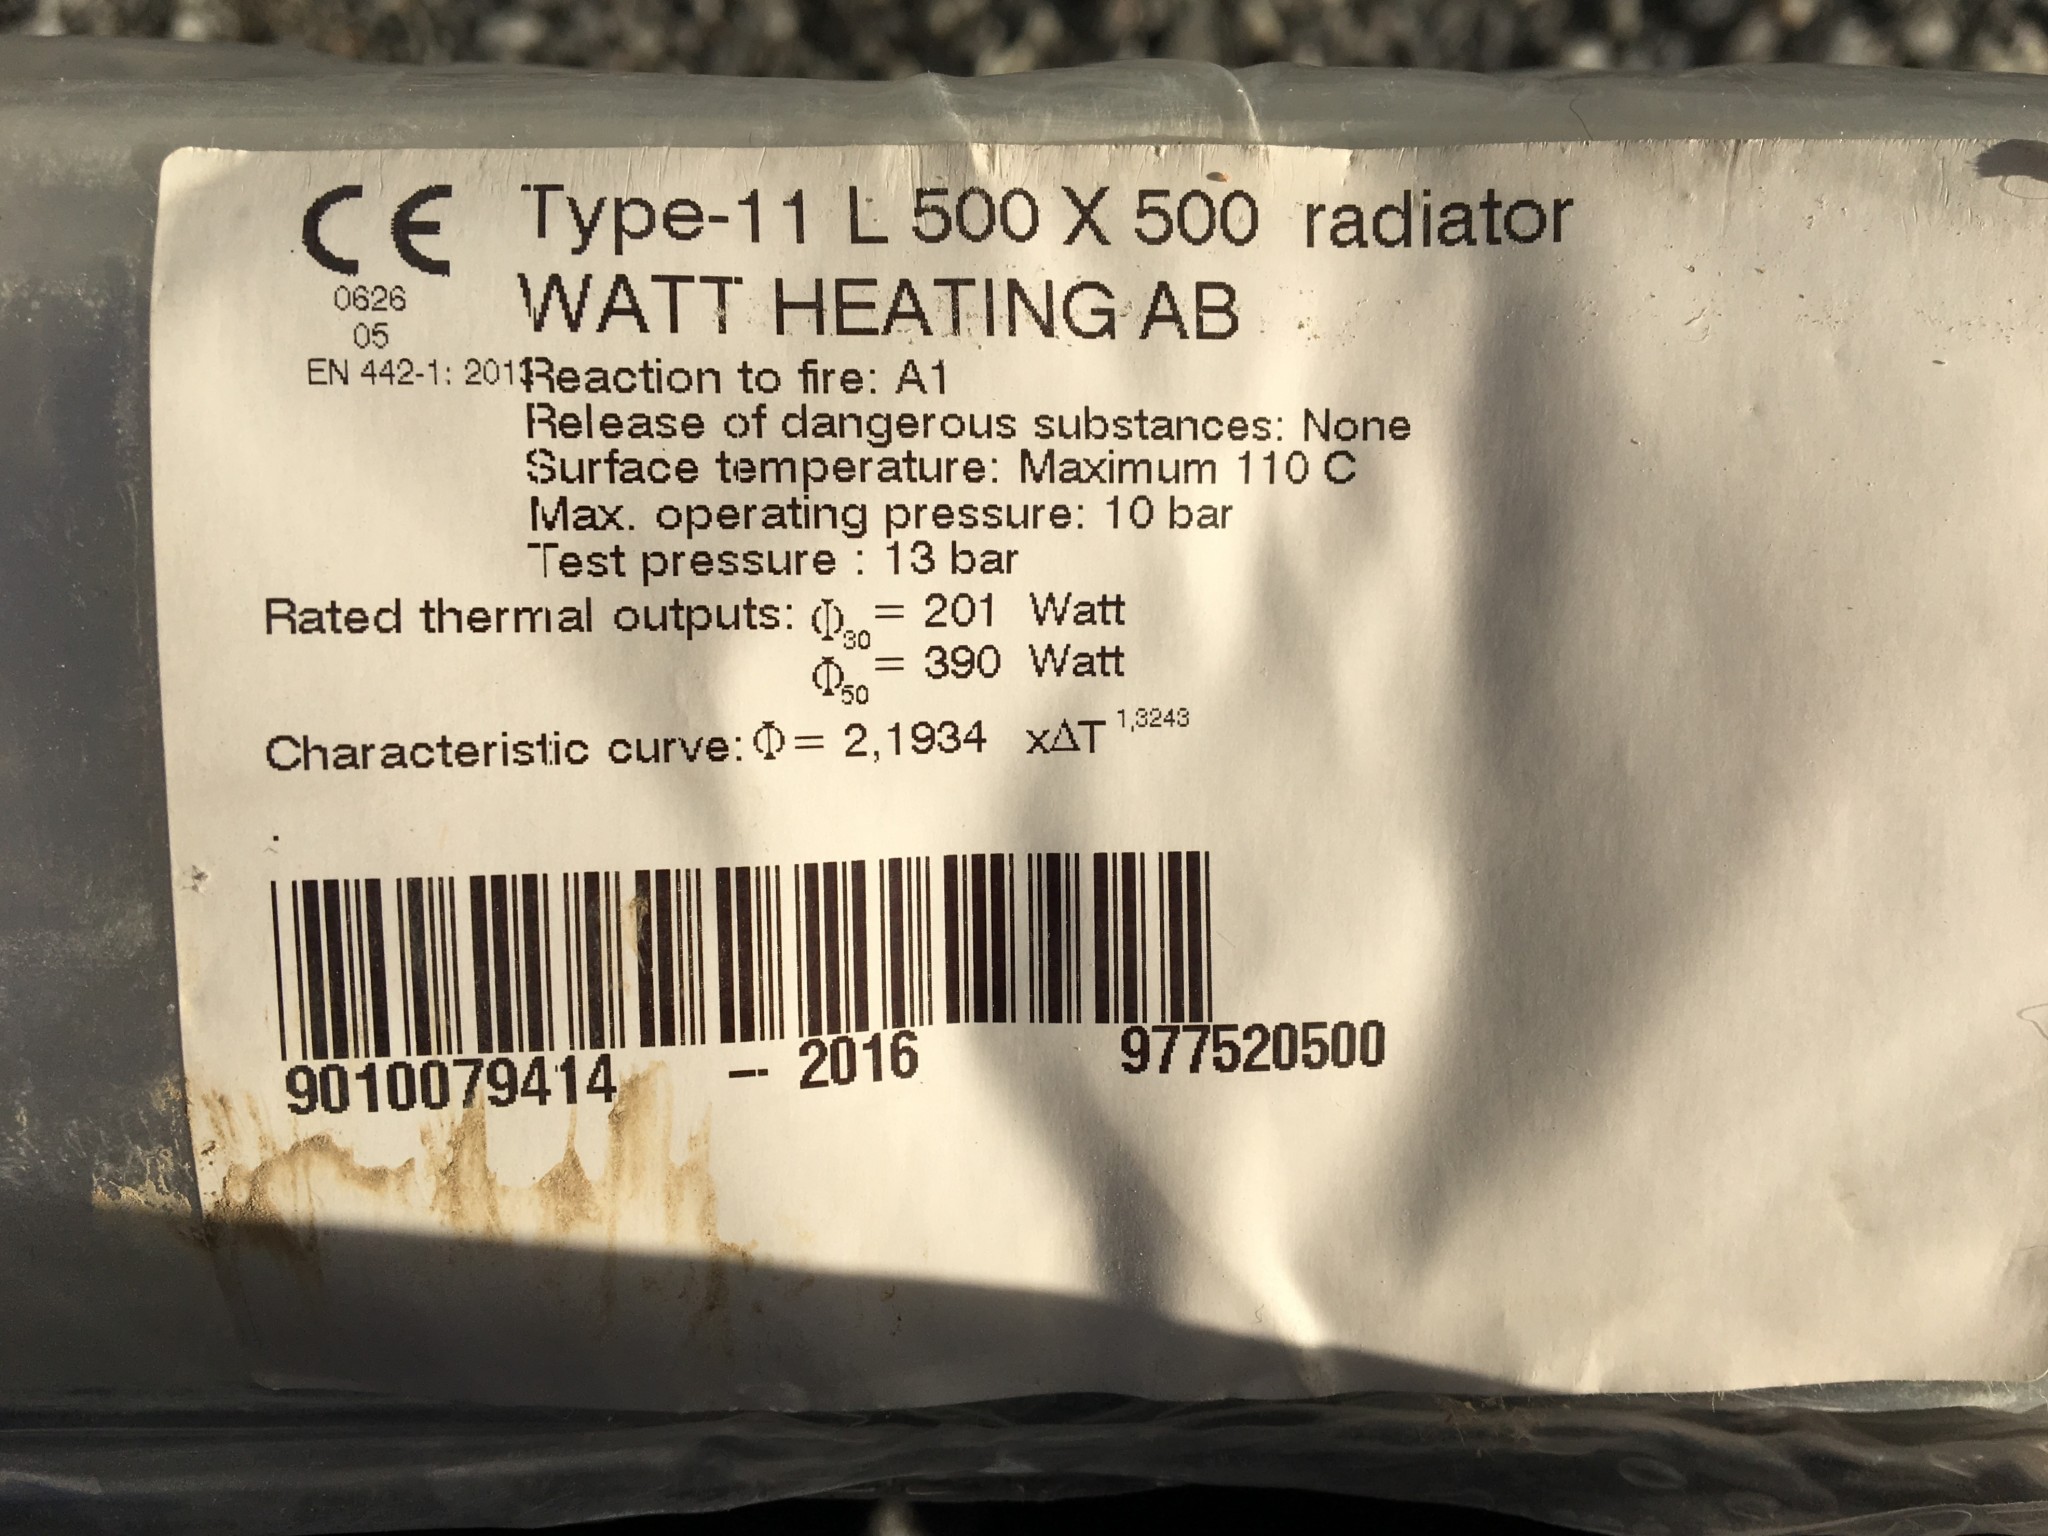 CE Type-11 L 500 X 500 radiator
0626 WATT HEATING AB
05
EN 442-1: 201 Reaction to fire: A1
Release of dangerous substances: None
Surface temperature: Maximum 110 C
Max. operating pressure: 10 bar
Test pressure : 13 bar
Rated thermal outputs: Φ30 = 201 Watt
Φ50 = 390 Watt
Characteristic curve: Φ = 2,1934 xΔT 1,3243
9010079414 -- 2016 977520500